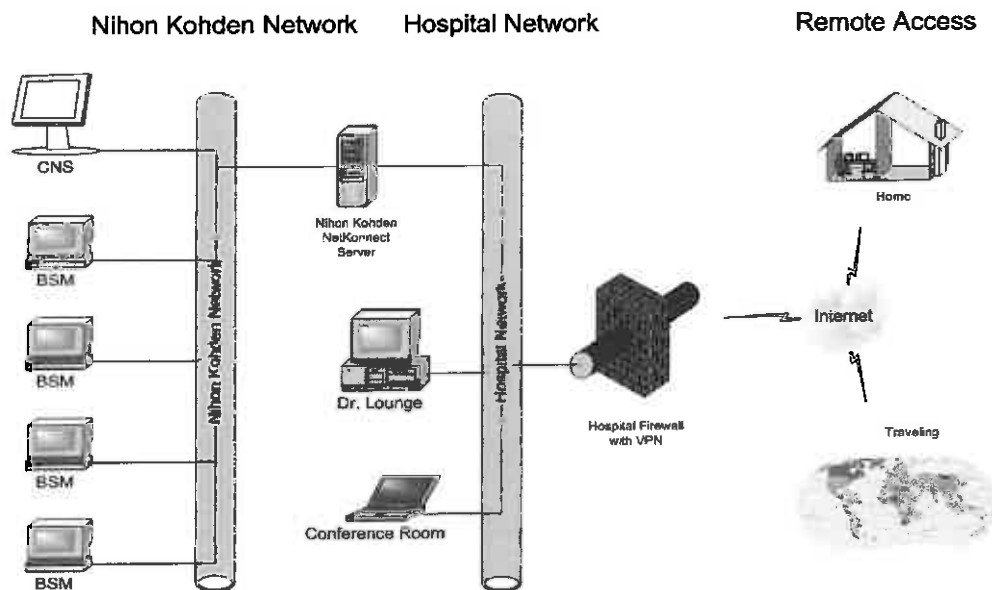 Nihon Kohden Network
Hospital Network
Remote Access
CNS
BSM
BSM
BSM
BSM
Nihon Kohden Network
Nihon Kohden
NetKonnect
Server
Dr. Lounge
Conference Room
Hospital Network
Hospital Firewall
with VPN
Home
Internet
Traveling